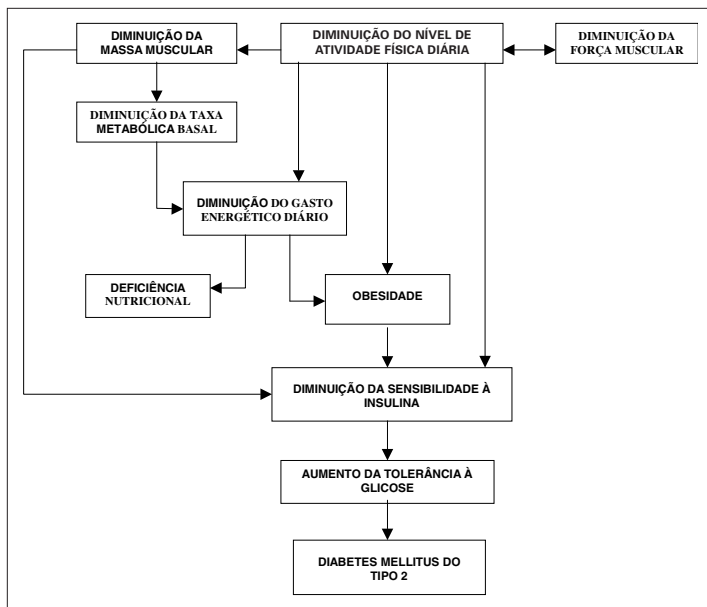 DIMINUIÇÃO DA
MASSA MUSCULAR
DIMINUIÇÃO DO NÍVEL DE
ATIVIDADE FÍSICA DIÁRIA
DIMINUIÇÃO DA
FORÇA MUSCULAR
DIMINUIÇÃO DA TAXA
METABÓLICA BASAL
DIMINUIÇÃO DO GASTO
ENERGÉTICO DIÁRIO
DEFICIÊNCIA
NUTRICIONAL
OBESIDADE
DIMINUIÇÃO DA SENSIBILIDADE À
INSULINA
AUMENTO DA TOLERÂNCIA À
GLICOSE
DIABETES MELLITUS DO
TIPO 2